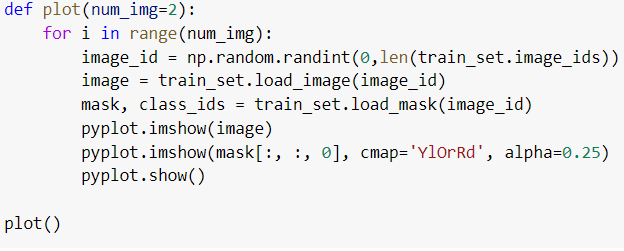 def plot(num_img=2):
    for i in range(num_img):
        image_id = np.random.randint(0,len(train_set.image_ids))
        image = train_set.load_image(image_id)
        mask, class_ids = train_set.load_mask(image_id)
        pyplot.imshow(image)
        pyplot.imshow(mask[:, :, 0], cmap='YlOrRd', alpha=0.25)
        pyplot.show()
plot()